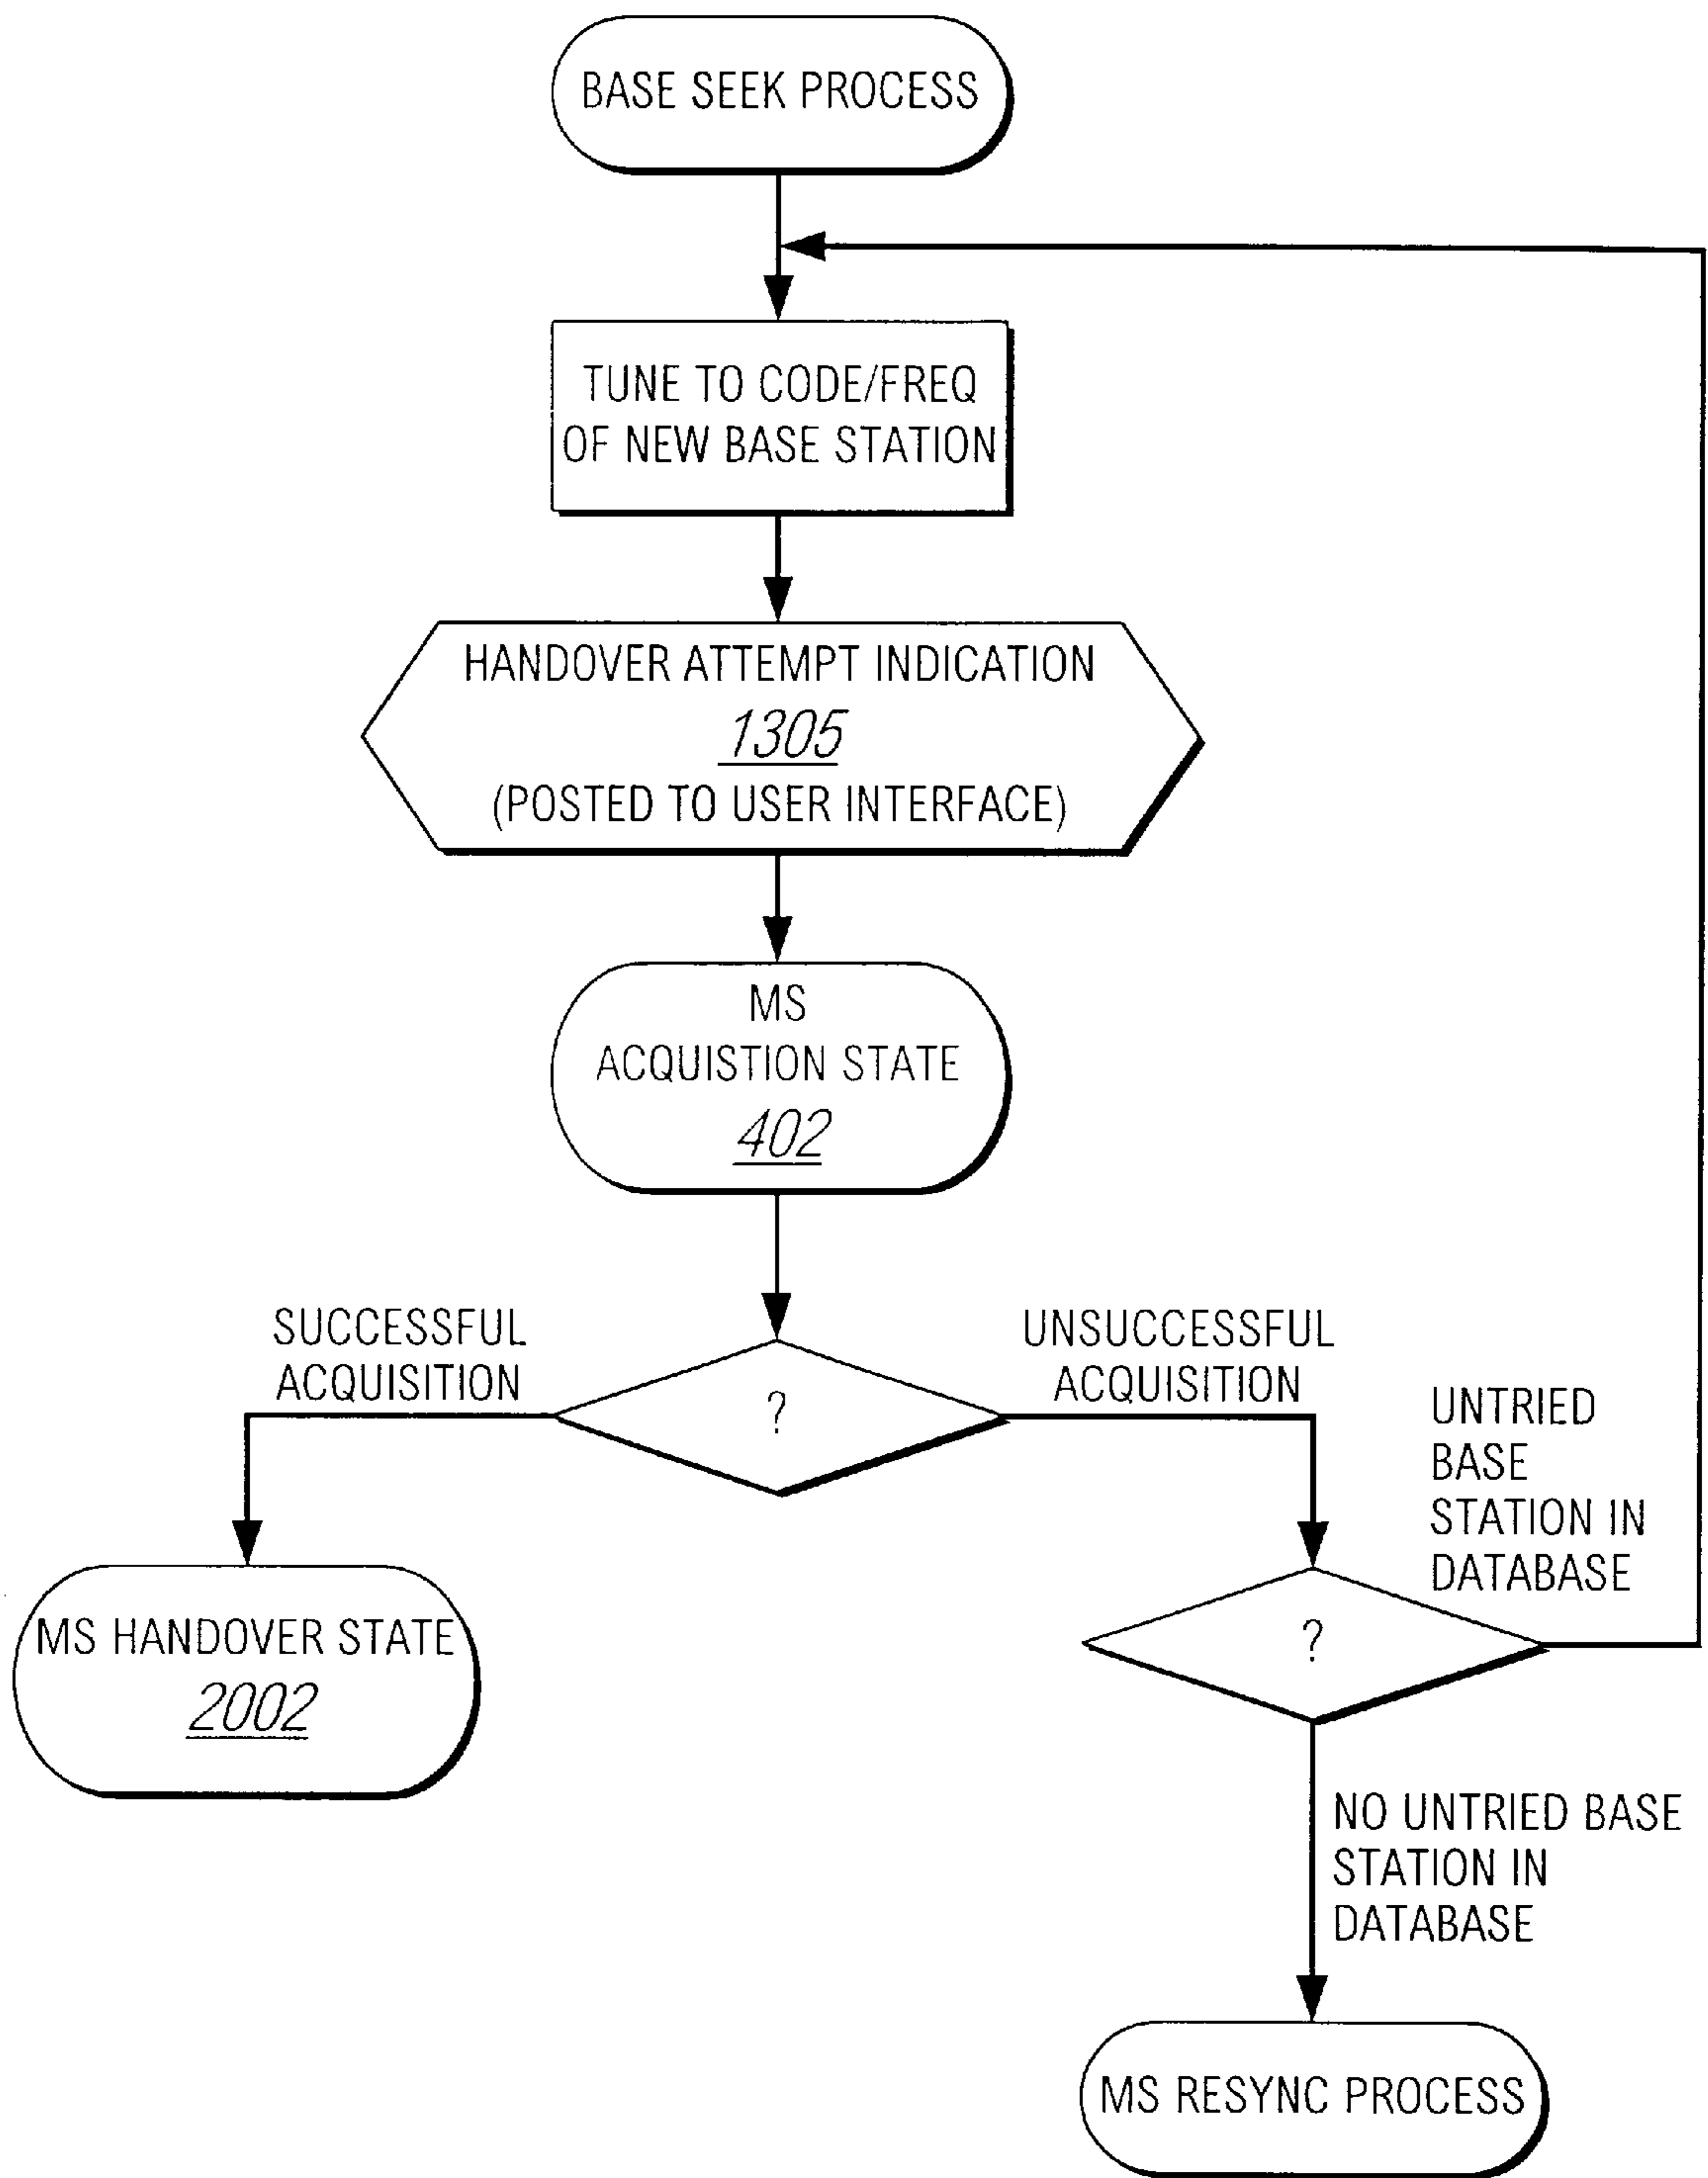 BASE SEEK PROCESS
TUNE TO CODE/FREQ
OF NEW BASE STATION
HANDOVER ATTEMPT INDICATION
1305
(POSTED TO USER INTERFACE)
MS
ACQUISTION STATE
402
SUCCESSFUL
ACQUISITION
?
UNSUCCESSFUL
ACQUISITION
UNTRIED
BASE
STATION IN
DATABASE
MS HANDOVER STATE
2002
?
NO UNTRIED BASE
STATION IN
DATABASE
MS RESYNC PROCESS